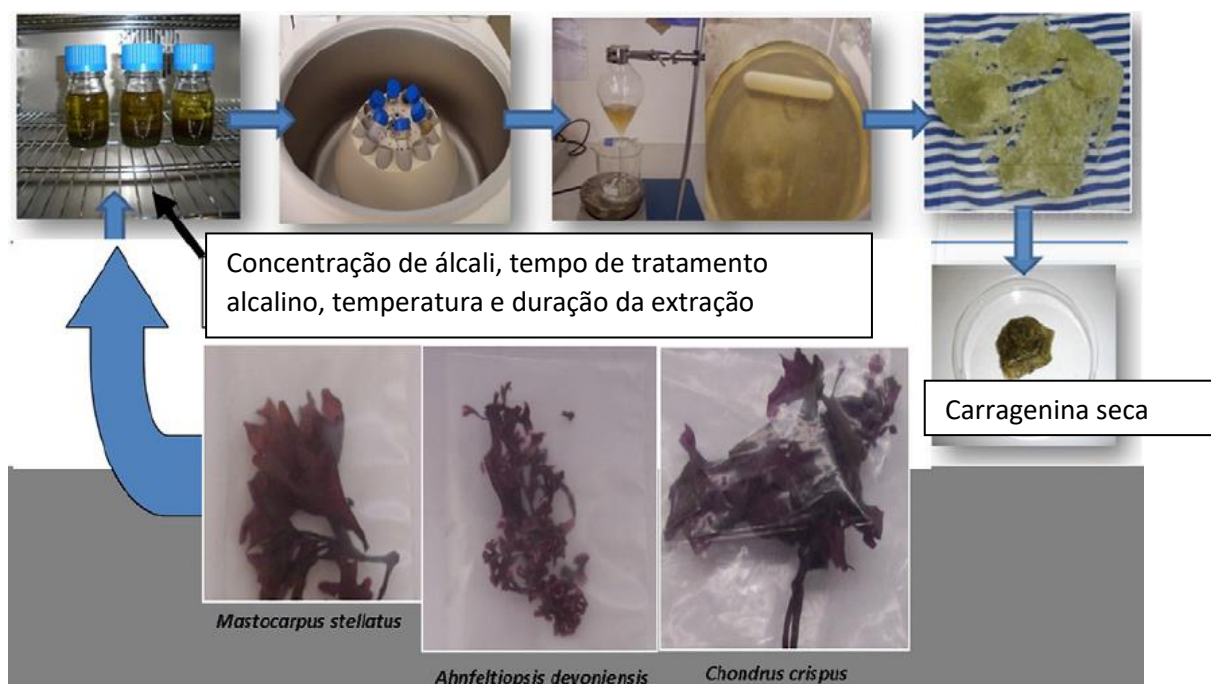 Concentração de álcali, tempo de tratamento
alcalino, temperatura e duração da extração
Carragenina seca
Mastocarpus stellatus
Ahnfeltiopsis devoniensis
Chondrus crispus